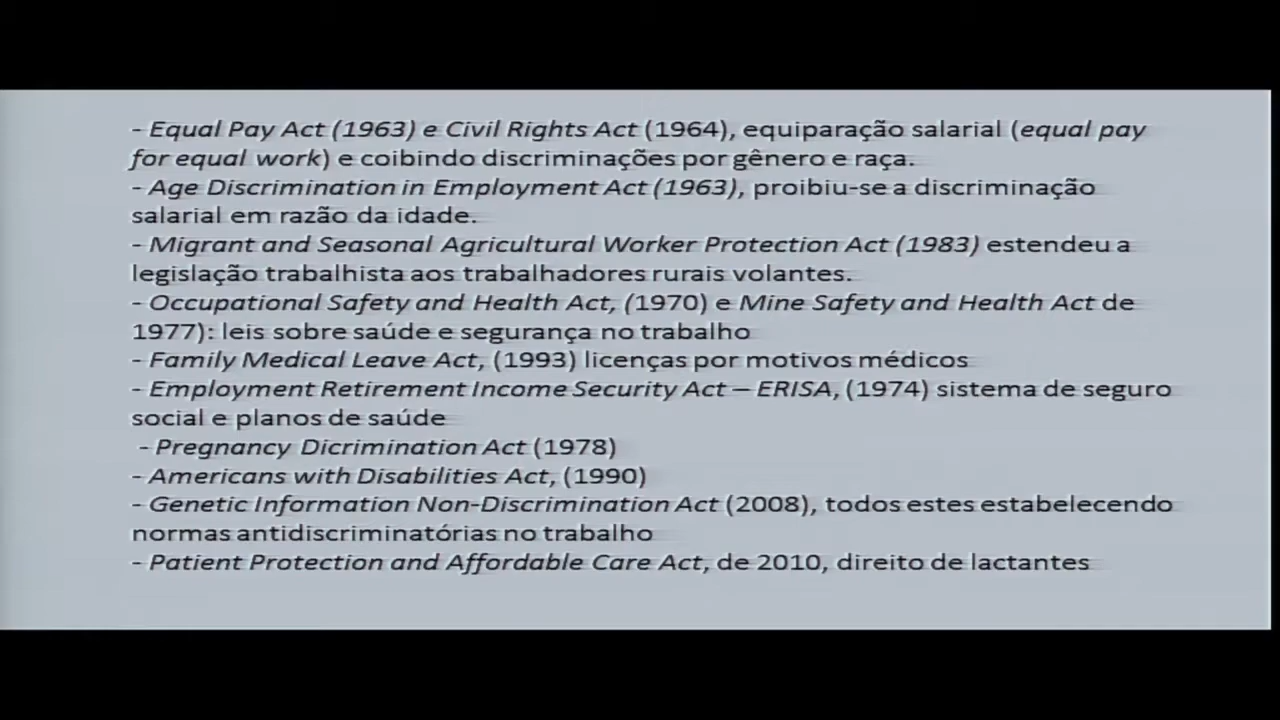 - Equal Pay Act (1963) e Civil Rights Act (1964), equiparação salarial (equal pay
for equal work) e coibindo discriminações por gênero e raça.
- Age Discrimination in Employment Act (1963), proibiu-se a discriminação
salarial em razão da idade.
- Migrant and Seasonal Agricultural Worker Protection Act (1983) estendeu a
legislação trabalhista aos trabalhadores rurais volantes.
- Occupational Safety and Health Act, (1970) e Mine Safety and Health Act de
1977): leis sobre saúde e segurança no trabalho
- Family Medical Leave Act, (1993) licenças por motivos médicos
- Employment Retirement Income Security Act – ERISA, (1974) sistema de seguro
social e planos de saúde
- Pregnancy Dicrimination Act (1978)
- Americans with Disabilities Act, (1990)
- Genetic Information Non-Discrimination Act (2008), todos estes estabelecendo
normas antidiscriminatórias no trabalho
- Patient Protection and Affordable Care Act, de 2010, direito de lactantes